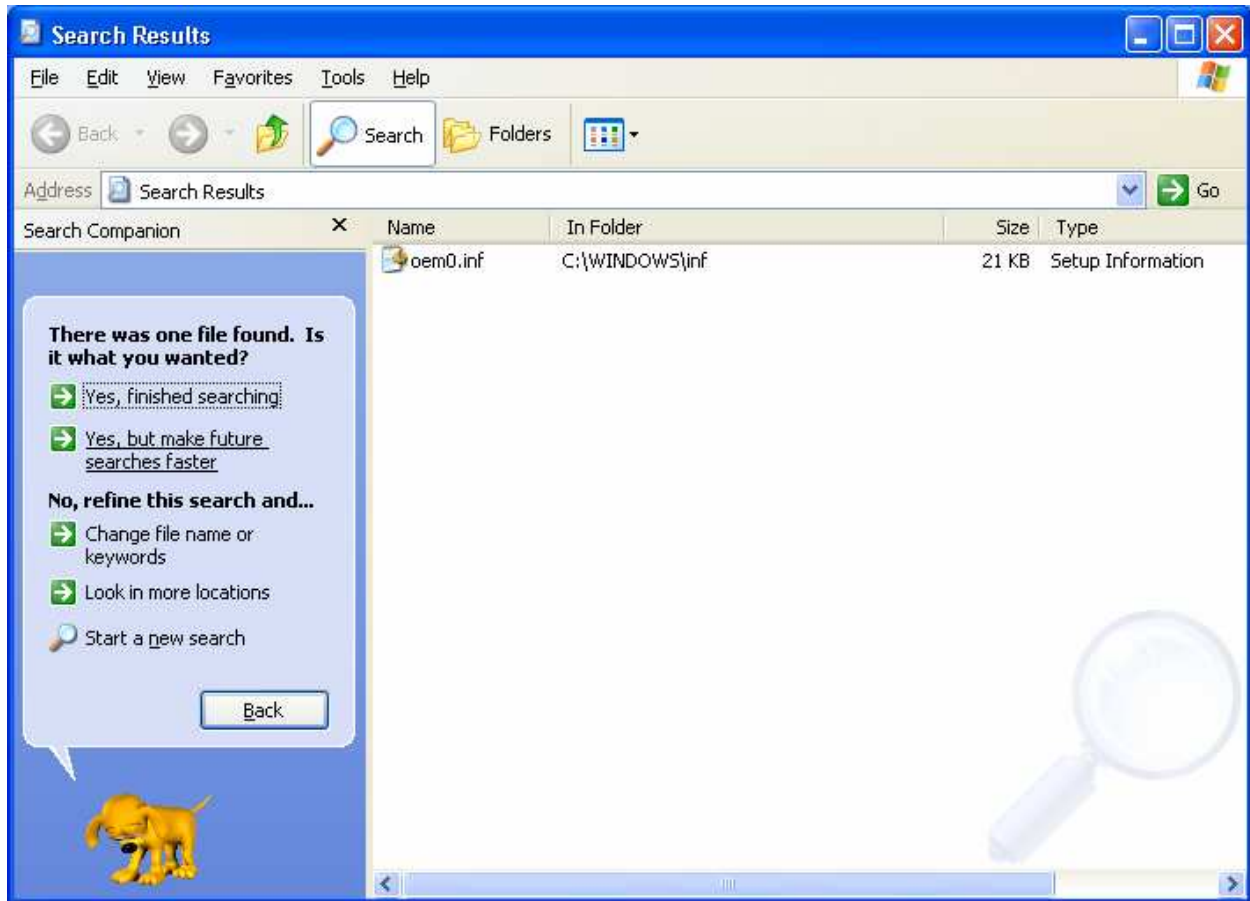 Search Results
File Edit View Favorites Tools Help
Back Search Folders
Address Search Results Go
Search Companion
Name In Folder Size Type
oem0.inf C:\WINDOWS\inf 21 KB Setup Information
There was one file found. Is
it what you wanted?
Yes, finished searching
Yes, but make future
searches faster
No, refine this search and...
Change file name or
keywords
Look in more locations
Start a new search
Back